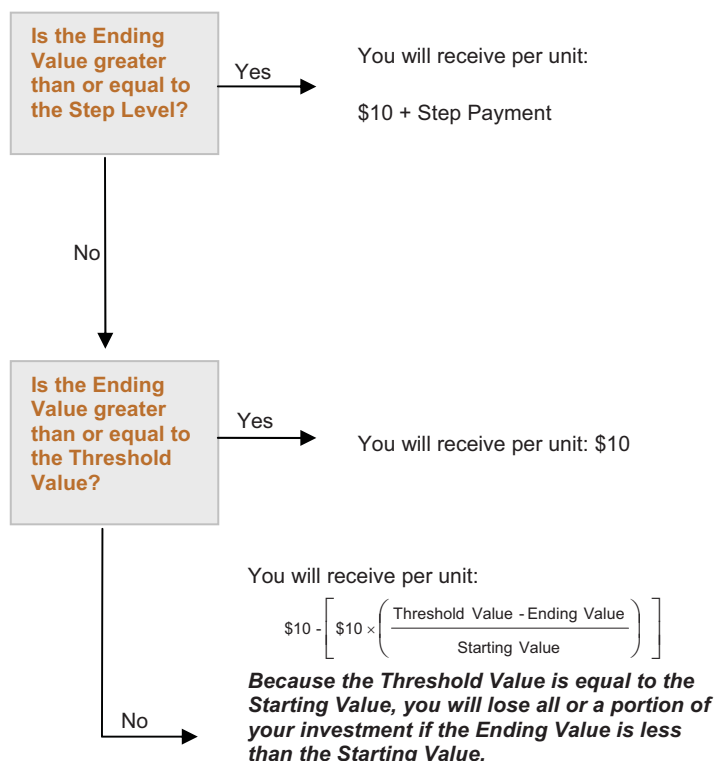 Is the Ending
Value greater
than or equal to
the Step Level?
Yes
You will receive per unit:
$10 + Step Payment
No
Is the Ending
Value greater
than or equal to
the Threshold
Value?
Yes
You will receive per unit: $10
You will receive per unit:
$10 - [ $10 × ( Threshold Value - Ending Value
Starting Value ) ]
Because the Threshold Value is equal to the
Starting Value, you will lose all or a portion of
your investment if the Ending Value is less
than the Starting Value.
No